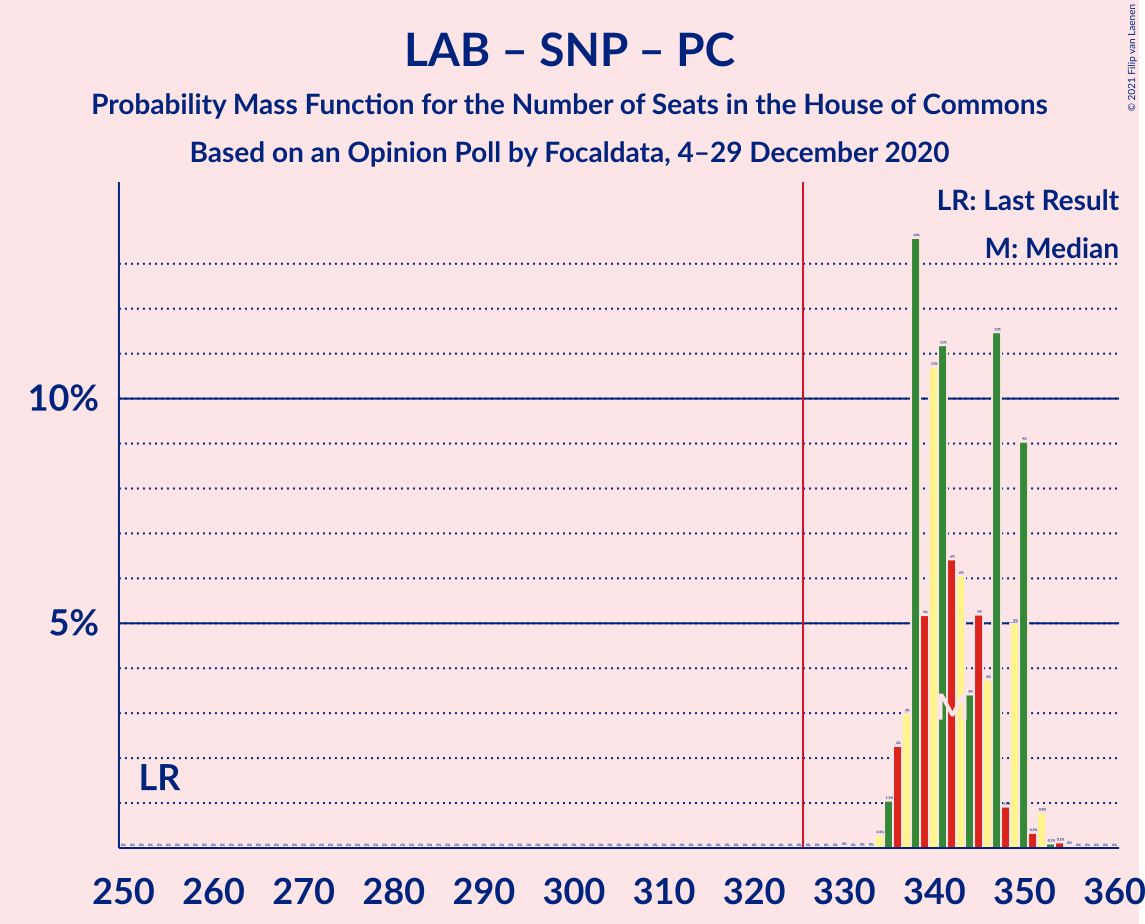 LAB – SNP – PC
Probability Mass Function for the Number of Seats in the House of Commons
Based on an Opinion Poll by Focaldata, 4–29 December 2020
© 2021 Filip van Laenen
LR: Last Result
M: Median
10%
5%
M
LR
250 260 270 280 290 300 310 320 330 340 350 360